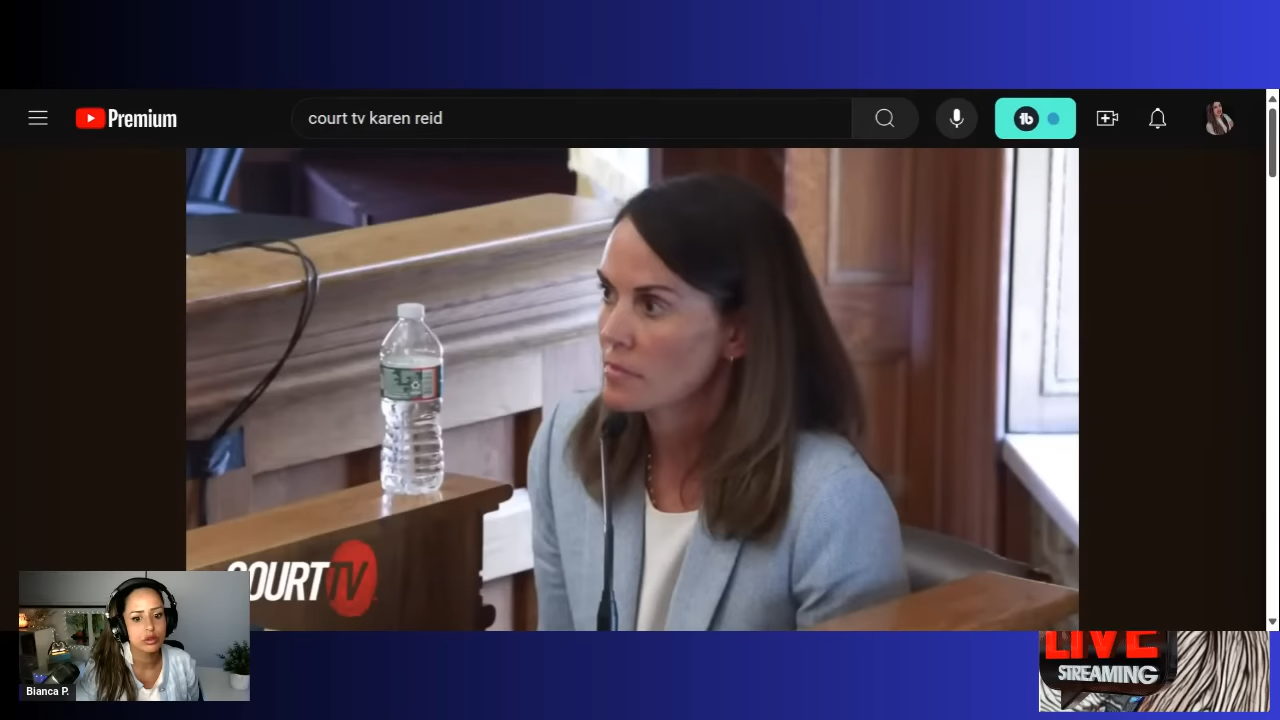 Premium
court tv karen reid
COURT TV
Bianca P.
LIVE
STREAMING